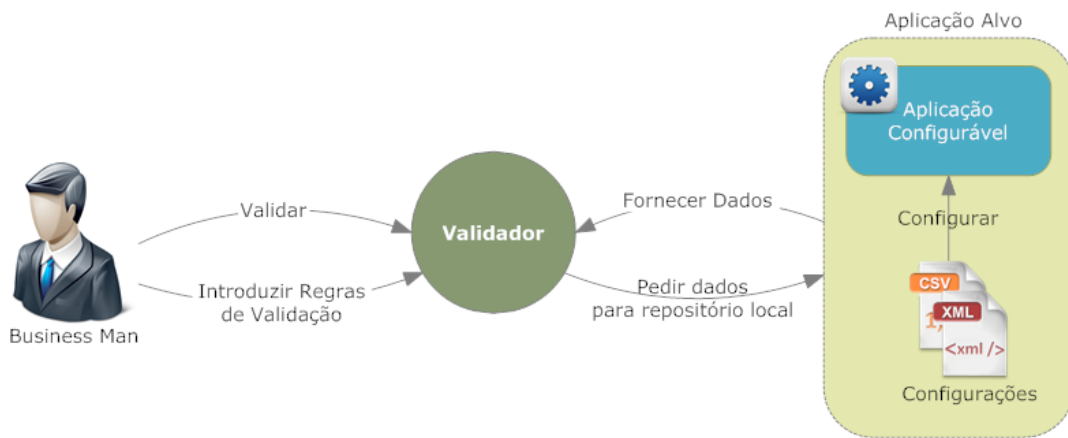 Aplicação Alvo
Aplicação
Configurável
Validar
Fornecer Dados
Configurar
Validador
Introduzir Regras
de Validação
Pedir dados
para repositório local
CSV
1,
XML
<xml />
Business Man
Configurações